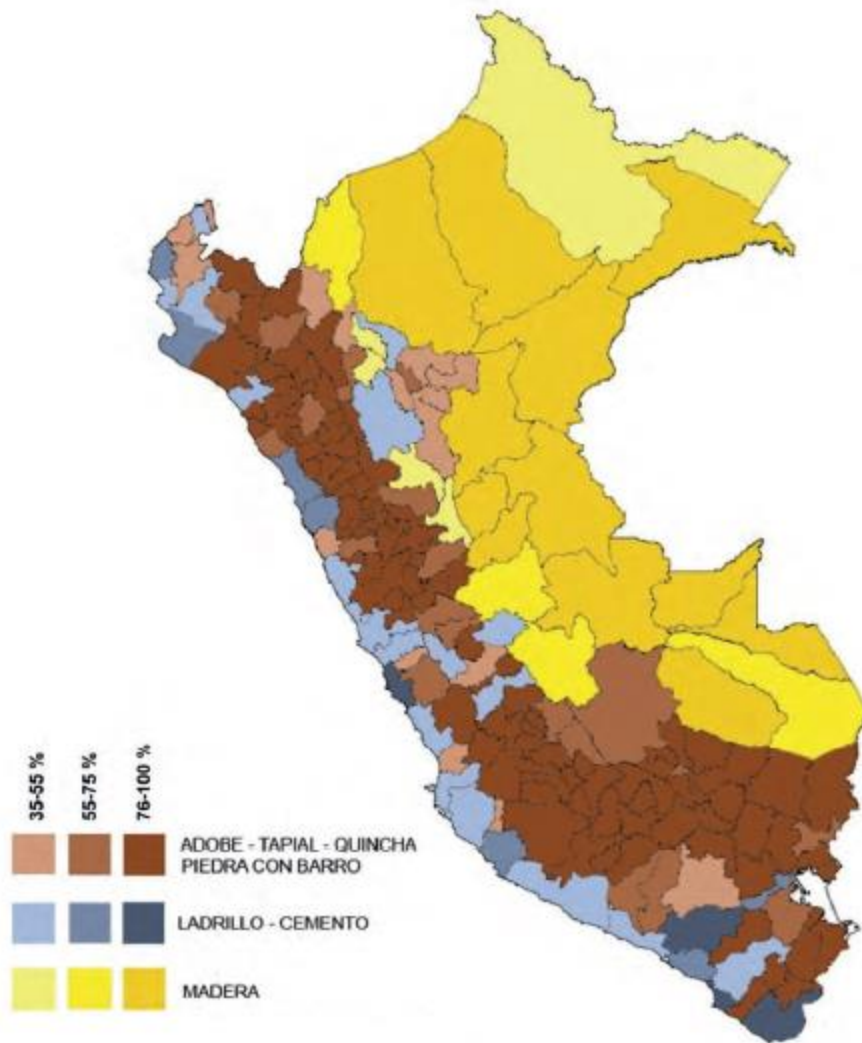 35-55 %
55-75 %
76-100 %
ADOBE - TAPIAL - QUINCHA
PIEDRA CON BARRO
LADRILLO - CEMENTO
MADERA